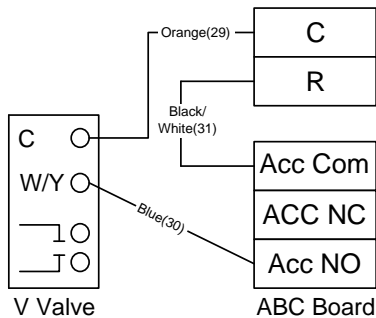 Orange(29)
C
R
Black/
White(31)
C
W/Y
Acc Com
ACC NC
Blue(30)
Acc NO
V Valve
ABC Board